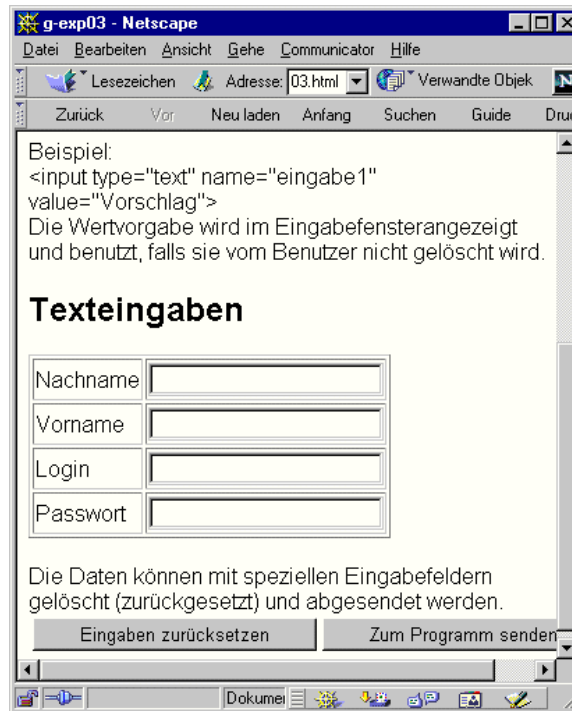 g-exp03 - Netscape
Datei Bearbeiten Ansicht Gehe Communicator Hilfe
Lesezeichen Adresse: 03.html Verwandte Objek N
Zurück Vor Neu laden Anfang Suchen Guide Dru
Beispiel:
<input type="text" name="eingabe1"
value="Vorschlag">
Die Wertvorgabe wird im Eingabefensterangezeigt
und benutzt, falls sie vom Benutzer nicht gelöscht wird.
Texteingaben
Nachname
Vorname
Login
Passwort
Die Daten können mit speziellen Eingabefeldern
gelöscht (zurückgesetzt) und abgesendet werden.
Eingaben zurücksetzen Zum Programm senden
Dokume